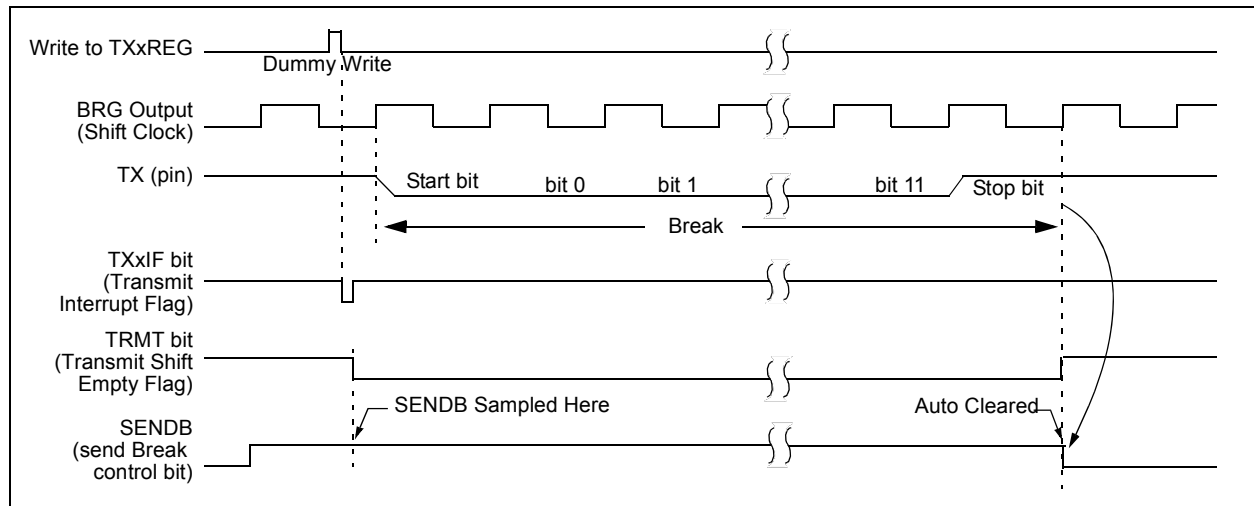 Write to TXxREG
Dummy Write
BRG Output
(Shift Clock)
TX (pin)
Start bit
bit 0
bit 1
bit 11
Stop bit
Break
TXxIF bit
(Transmit
Interrupt Flag)
TRMT bit
(Transmit Shift
Empty Flag)
SENDB Sampled Here
Auto Cleared
SENDB
(send Break
control bit)